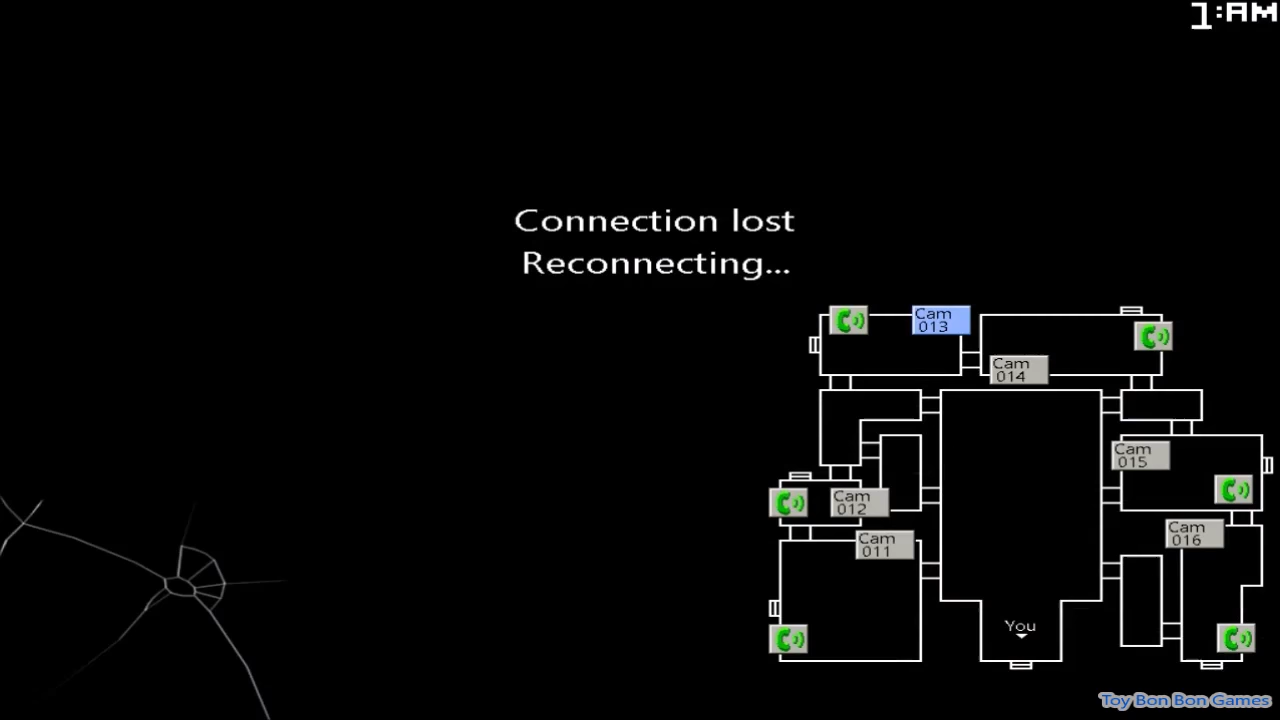 1:AM
Connection lost
Reconnecting...
Cam
013
Cam
014
Cam
015
Cam
012
Cam
016
Cam
011
You
Toy Bon Bon Games